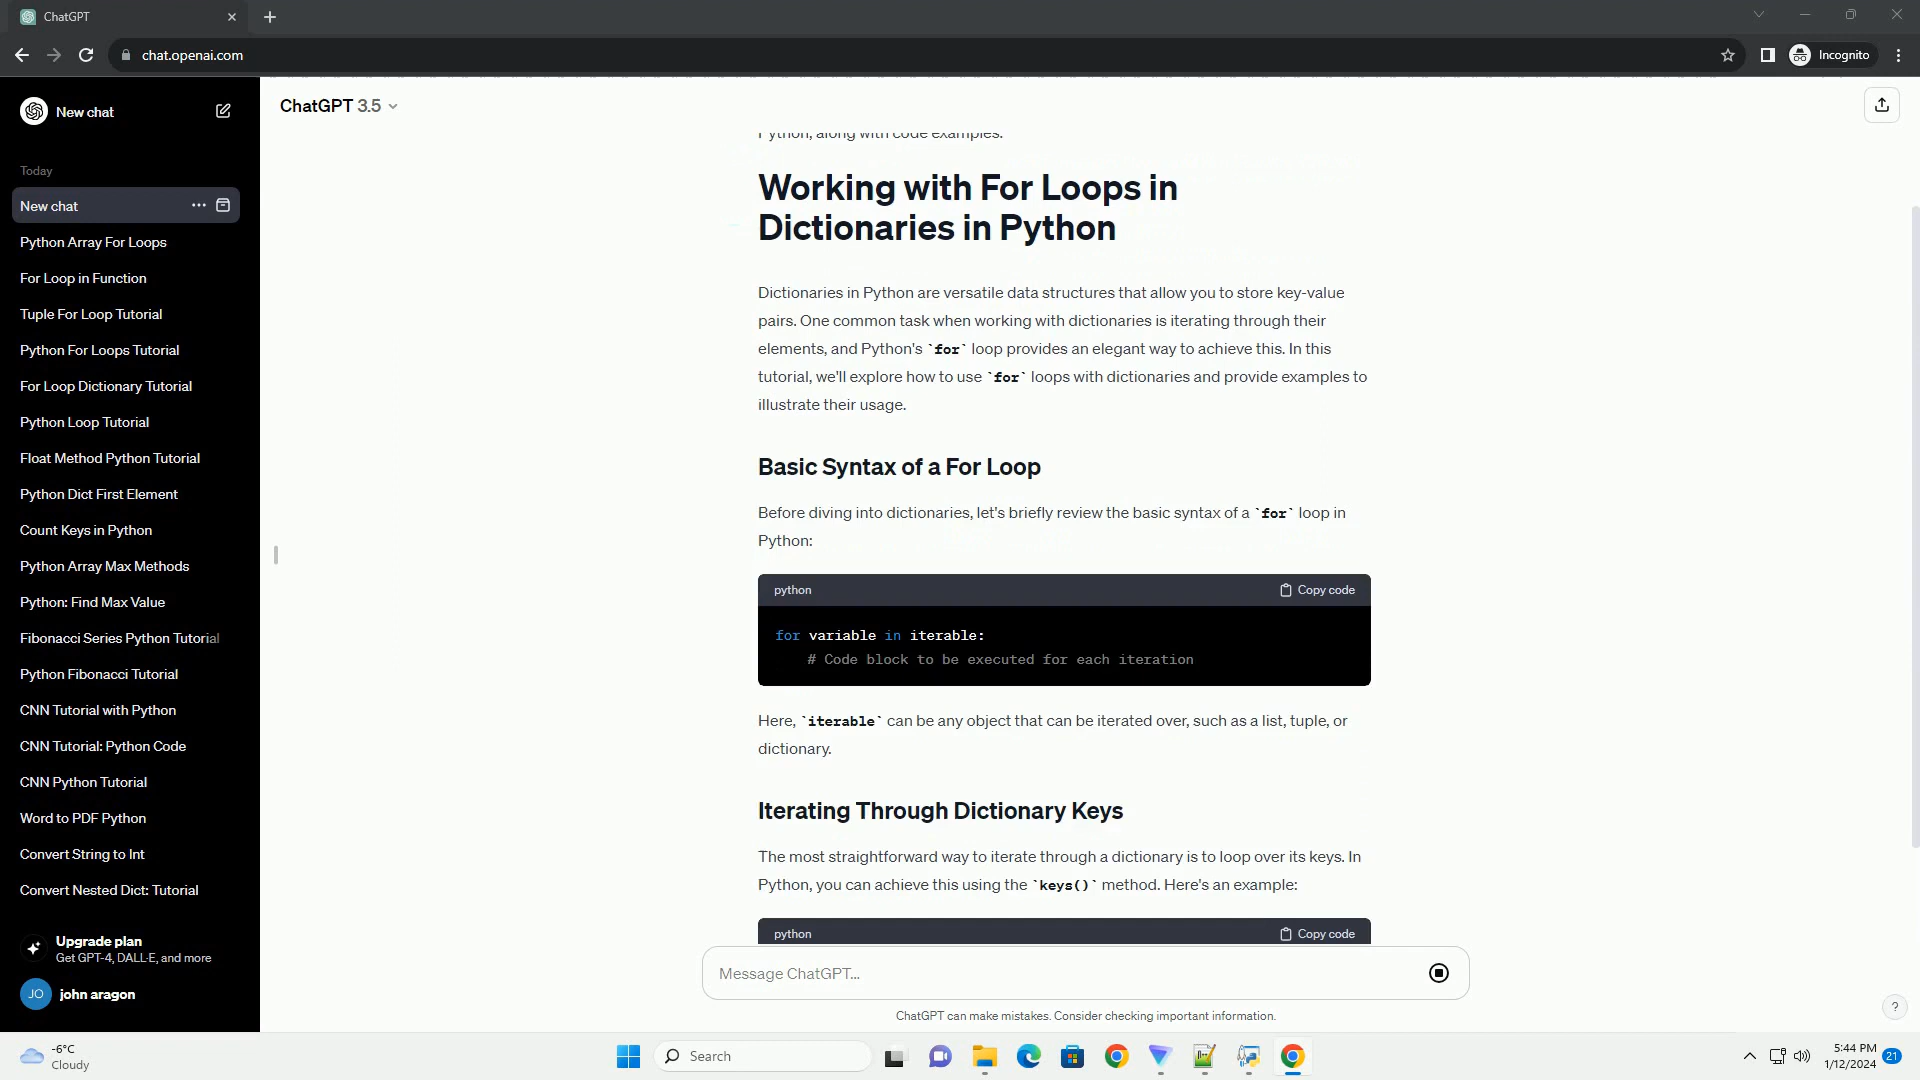 ChatGPT
chat.openai.com
Incognito
New chat
ChatGPT 3.5
Today
New chat
Python Array For Loops
For Loop in Function
Tuple For Loop Tutorial
Python For Loops Tutorial
For Loop Dictionary Tutorial
Python Loop Tutorial
Float Method Python Tutorial
Python Dict First Element
Count Keys in Python
Python Array Max Methods
Python: Find Max Value
Fibonacci Series Python Tutorial
Python Fibonacci Tutorial
CNN Tutorial with Python
CNN Tutorial: Python Code
CNN Python Tutorial
Word to PDF Python
Convert String to Int
Convert Nested Dict: Tutorial
Upgrade plan
Get GPT-4, DALL·E, and more
JO
john aragon
Python, along with code examples.
Working with For Loops in
Dictionaries in Python
Dictionaries in Python are versatile data structures that allow you to store key-value
pairs. One common task when working with dictionaries is iterating through their
elements, and Python's `for` loop provides an elegant way to achieve this. In this
tutorial, we'll explore how to use `for` loops with dictionaries and provide examples to
illustrate their usage.
Basic Syntax of a For Loop
Before diving into dictionaries, let's briefly review the basic syntax of a `for` loop in
Python:
python Copy code
for variable in iterable:
# Code block to be executed for each iteration
Here, `iterable` can be any object that can be iterated over, such as a list, tuple, or
dictionary.
Iterating Through Dictionary Keys
The most straightforward way to iterate through a dictionary is to loop over its keys. In
Python, you can achieve this using the `keys()` method. Here's an example:
python Copy code
Message ChatGPT...
ChatGPT can make mistakes. Consider checking important information.
?
-6°C
Cloudy
Search
5:44 PM
1/12/2024
21